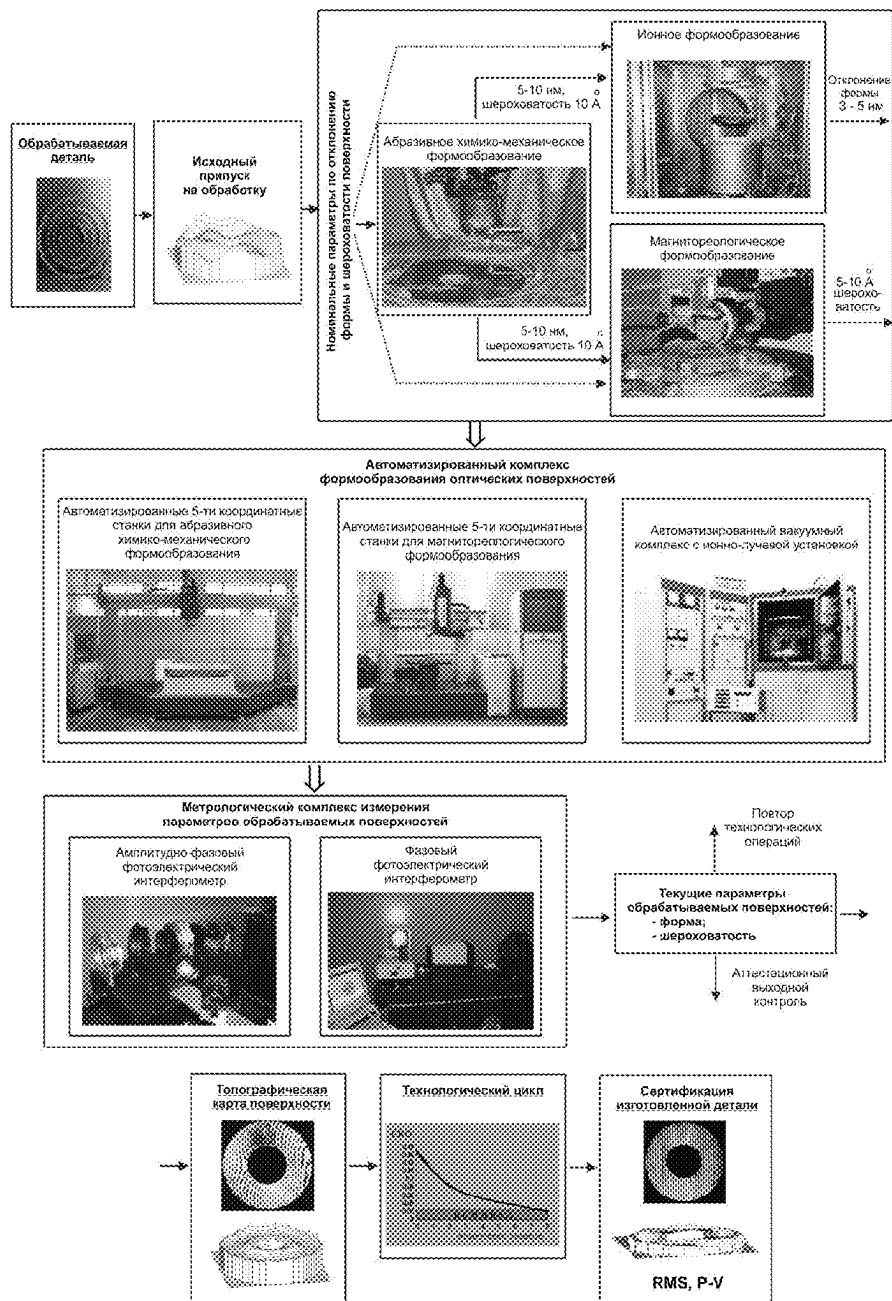 Обрабатываемая
деталь
Исходный
припуск
на обработку
Номинальные параметры по отклонению
формы и шероховатости поверхности
Абразивное химико-механическое
формообразование
5-10 нм,
шероховатость 10 Å
5-10 нм,
шероховатость 10 Å
Ионное формообразование
Магнитореологическое
формообразование
Отклонение
формы
3 - 5 нм
5-10 Å
шерохо-
ватость
Автоматизированный комплекс
формообразования оптических поверхностей
Автоматизированные 5-ти координатные
станки для абразивного
химико-механического
формообразования
Автоматизированные 5-ти координатные
станки для магнитореологического
формообразования
Автоматизированный вакуумный
комплекс с ионно-лучевой установкой
Метрологический комплекс измерения
параметров обрабатываемых поверхностей
Амплитудно-фазовый
фотоэлектрический
интерферометр
Фазовый
фотоэлектрический
интерферометр
Повтор
технологических
операций
Текущие параметры
обрабатываемых поверхностей:
- форма;
- шероховатость
Аттестационный
выходной
контроль
Топографическая
карта поверхности
Технологический цикл
Сертификация
изготовленной детали
RMS, P-V